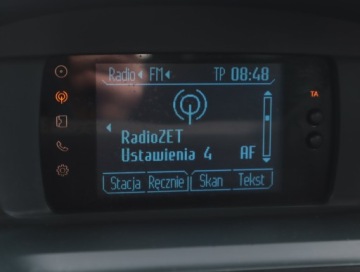 Radio FM TP 08:48
TA
RadioZET
Ustawienia 4 AF
Stacja Ręcznie Skan Tekst